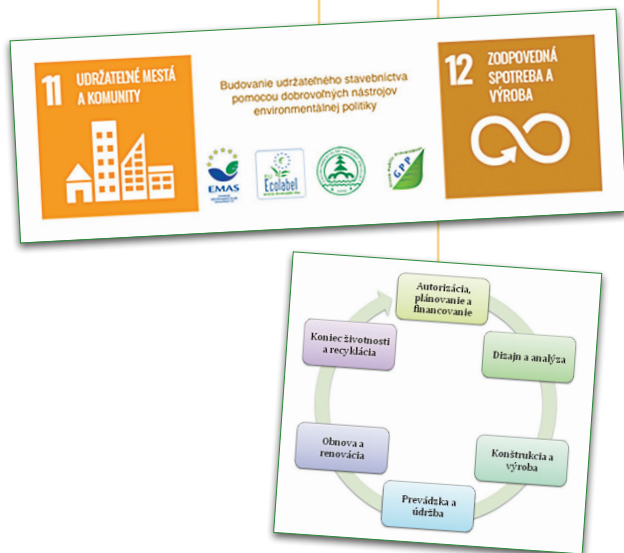 11 UDRŽATEĽNÉ MESTÁ
A KOMUNITY
Budovanie udržateľného stavebníctva
pomocou dobrovoľných nástrojov
environmentálnej politiky
EMAS
Ecolabel
GPP
12 ZODPOVEDNÁ
SPOTREBA A
VÝROBA
Autorizácia,
plánovanie a
financovanie
Dizajn a analýza
Konštrukcia a
výroba
Prevádzka a
údržba
Obnova a
renovácia
Koniec životnosti
a recyklácia